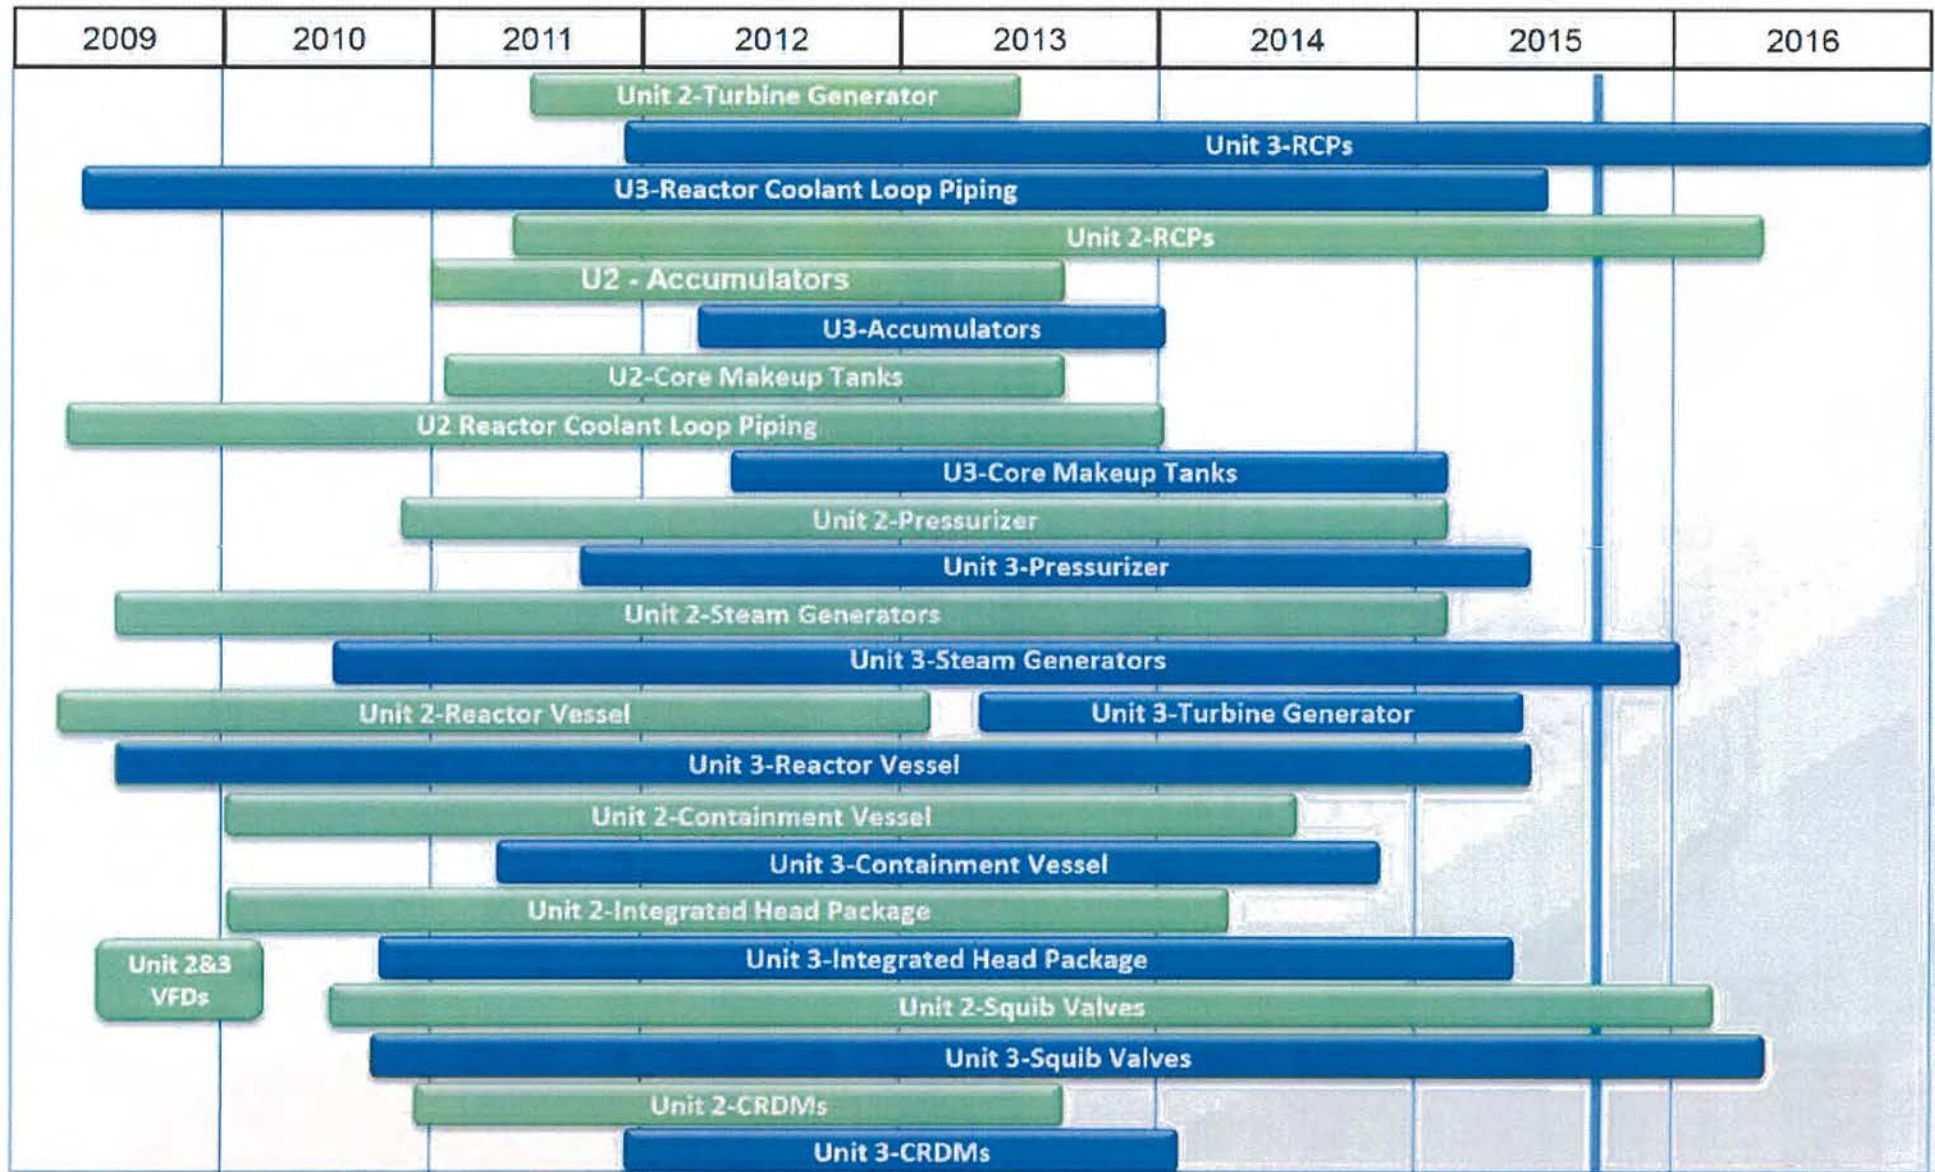 2009 2010 2011 2012 2013 2014 2015 2016
Unit 2-Turbine Generator
Unit 3-RCPs
U3-Reactor Coolant Loop Piping
Unit 2-RCPs
U2 - Accumulators
U3-Accumulators
U2-Core Makeup Tanks
U2 Reactor Coolant Loop Piping
U3-Core Makeup Tanks
Unit 2-Pressurizer
Unit 3-Pressurizer
Unit 2-Steam Generators
Unit 3-Steam Generators
Unit 2-Reactor Vessel
Unit 3-Turbine Generator
Unit 3-Reactor Vessel
Unit 2-Containment Vessel
Unit 3-Containment Vessel
Unit 2-Integrated Head Package
Unit 3-Integrated Head Package
Unit 2&3
VFDs
Unit 2-Squib Valves
Unit 3-Squib Valves
Unit 2-CRDMs
Unit 3-CRDMs